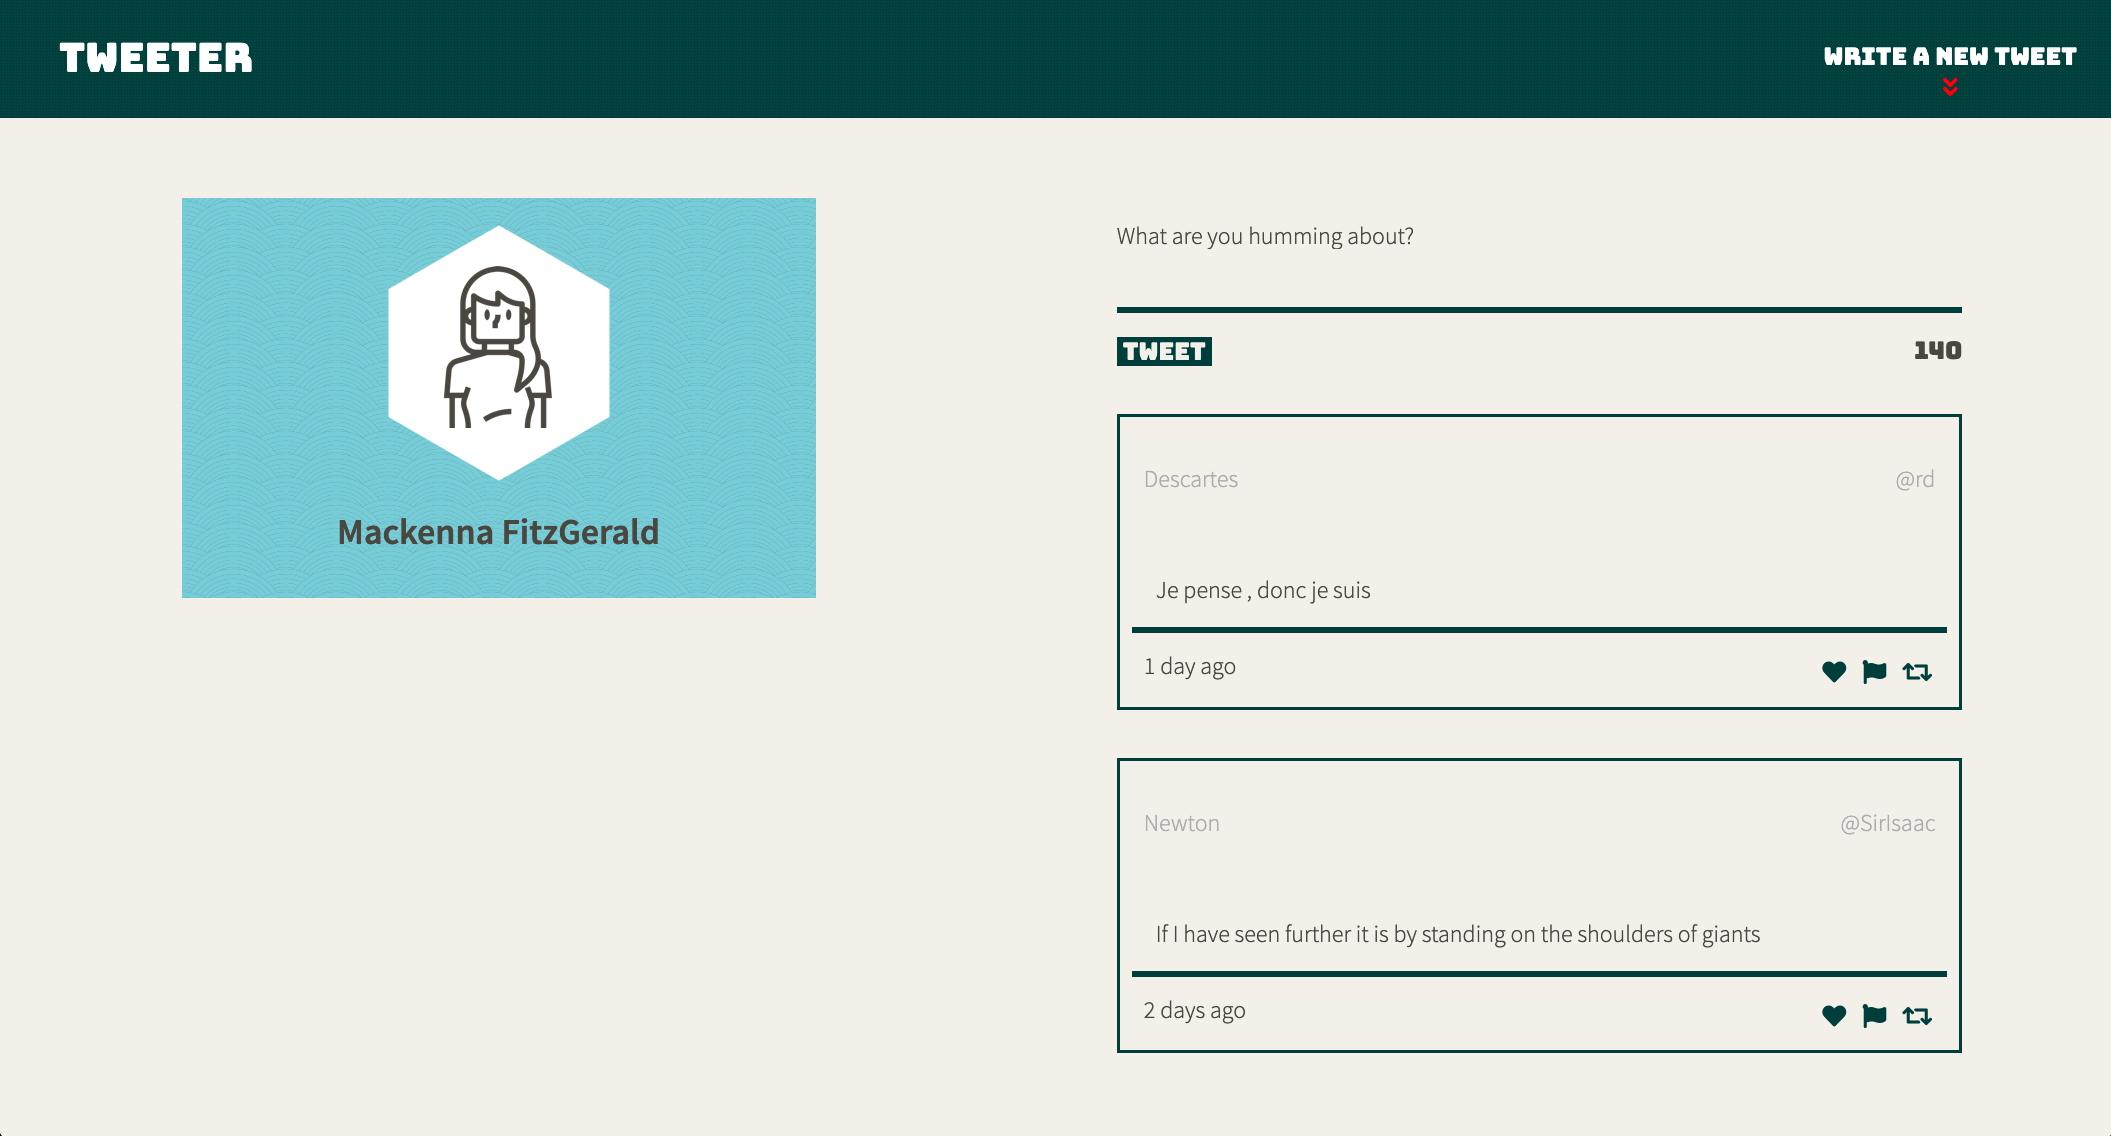 TWEETER
WRITE A NEW TWEET
Mackenna FitzGerald
What are you humming about?
TWEET
140
Descartes
@rd
Je pense , donc je suis
1 day ago
Newton
@SirIsaac
If I have seen further it is by standing on the shoulders of giants
2 days ago